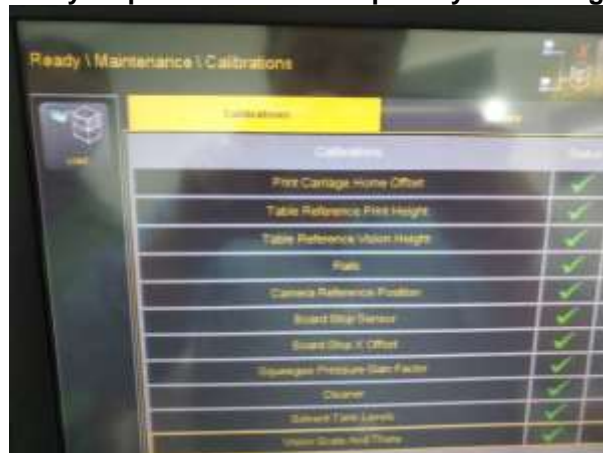 Ready \ Maintenance \ Calibrations
Calibrations
Calibrations
Status
Print Carriage Home Offset
Table Reference Print Height
Table Reference Vision Height
Rails
Camera Reference Position
Board Stop Sensor
Board Stop X Offset
Squeegee Pressure Gain Factor
Cleaner
Solvent Tank Levels
Vision Scale And Theta